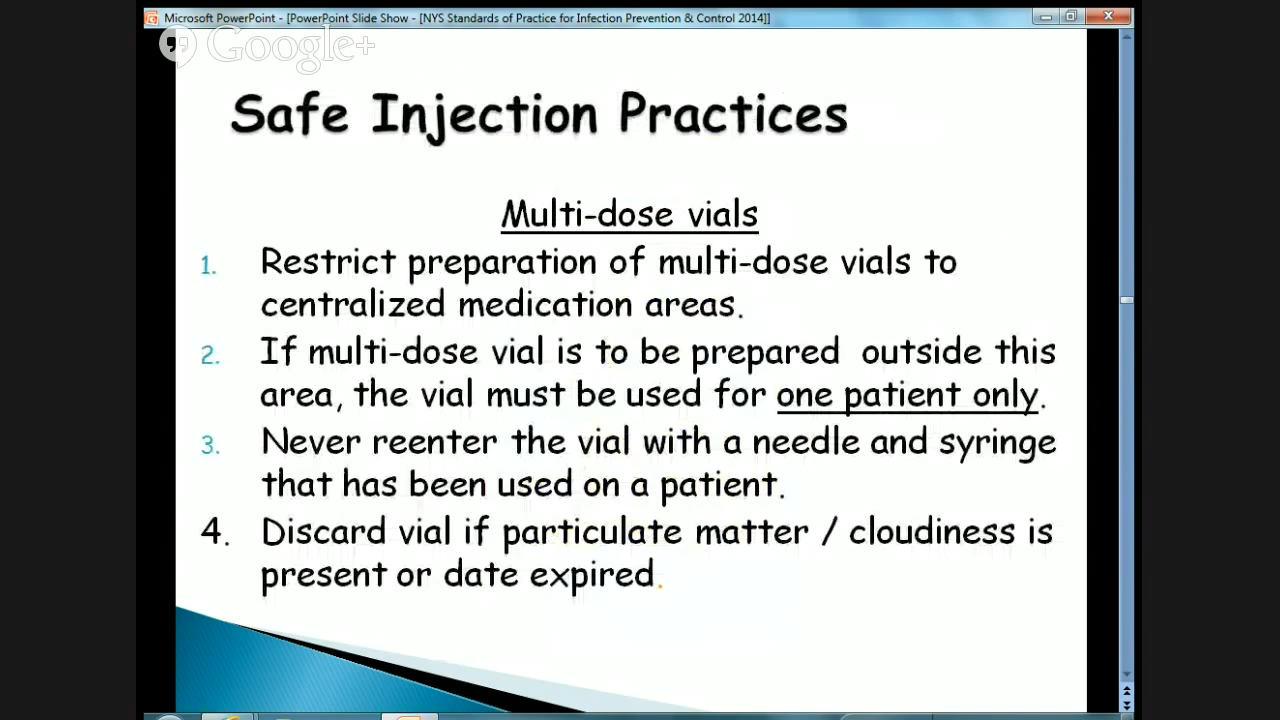 Microsoft PowerPoint - [PowerPoint Slide Show - [NYS Standards of Practice for Infection Prevention & Control 2014]]
Google+
Safe Injection Practices
Multi-dose vials
1. Restrict preparation of multi-dose vials to
centralized medication areas.
2. If multi-dose vial is to be prepared outside this
area, the vial must be used for one patient only.
3. Never reenter the vial with a needle and syringe
that has been used on a patient.
4. Discard vial if particulate matter / cloudiness is
present or date expired.